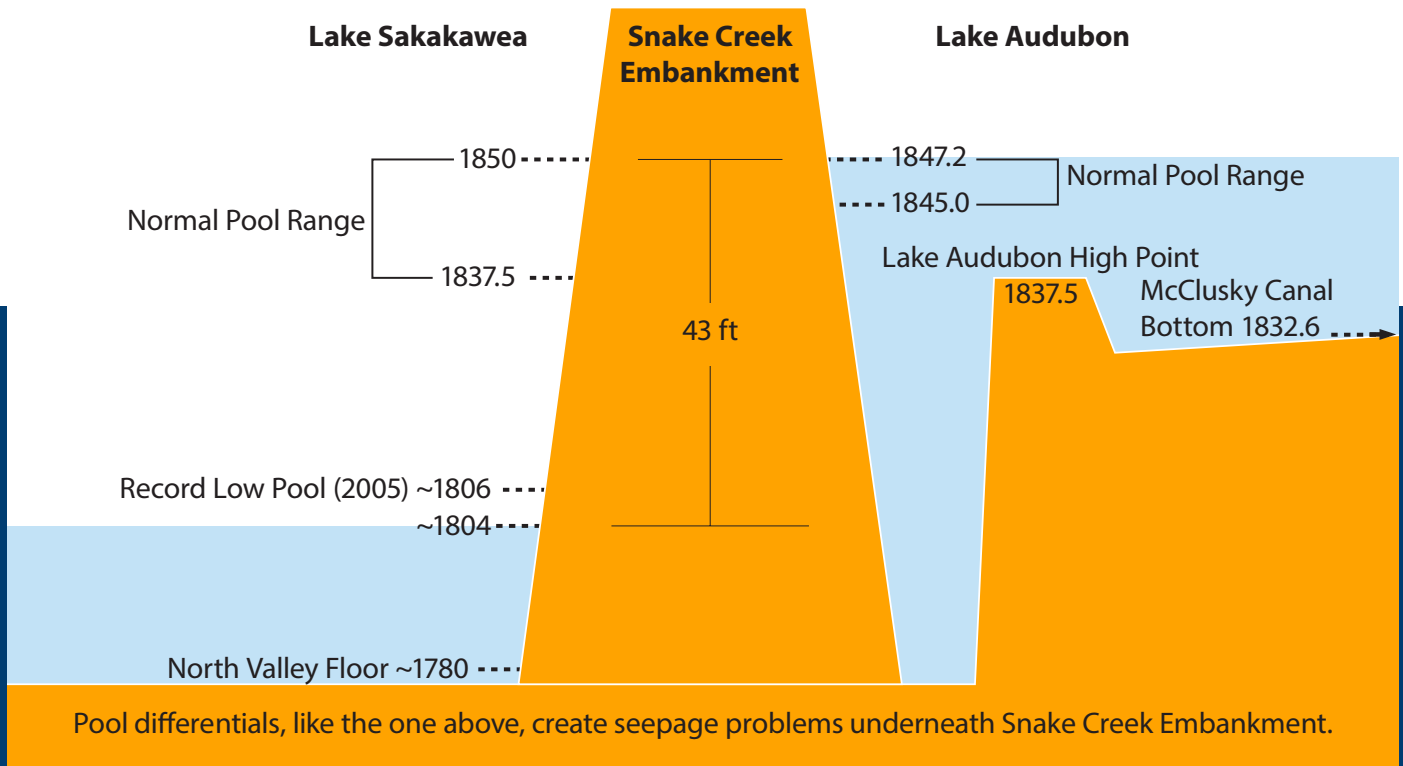 Lake Sakakawea
Snake Creek
Embankment
Lake Audubon
1850
1847.2
Normal Pool Range
1845.0
Normal Pool Range
Lake Audubon High Point
1837.5
1837.5
McClusky Canal
Bottom 1832.6
43 ft
Record Low Pool (2005) ~1806
~1804
North Valley Floor ~1780
Pool differentials, like the one above, create seepage problems underneath Snake Creek Embankment.